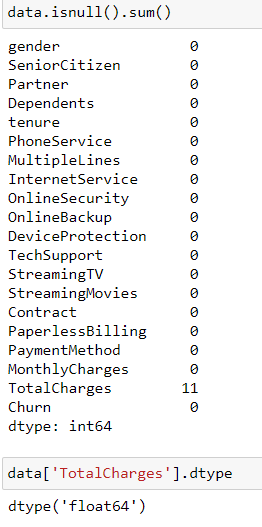 data.isnull().sum()
gender 0
SeniorCitizen 0
Partner 0
Dependents 0
tenure 0
PhoneService 0
MultipleLines 0
InternetService 0
OnlineSecurity 0
OnlineBackup 0
DeviceProtection 0
TechSupport 0
StreamingTV 0
StreamingMovies 0
Contract 0
PaperlessBilling 0
PaymentMethod 0
MonthlyCharges 0
TotalCharges 11
Churn 0
dtype: int64
data['TotalCharges'].dtype
dtype('float64')